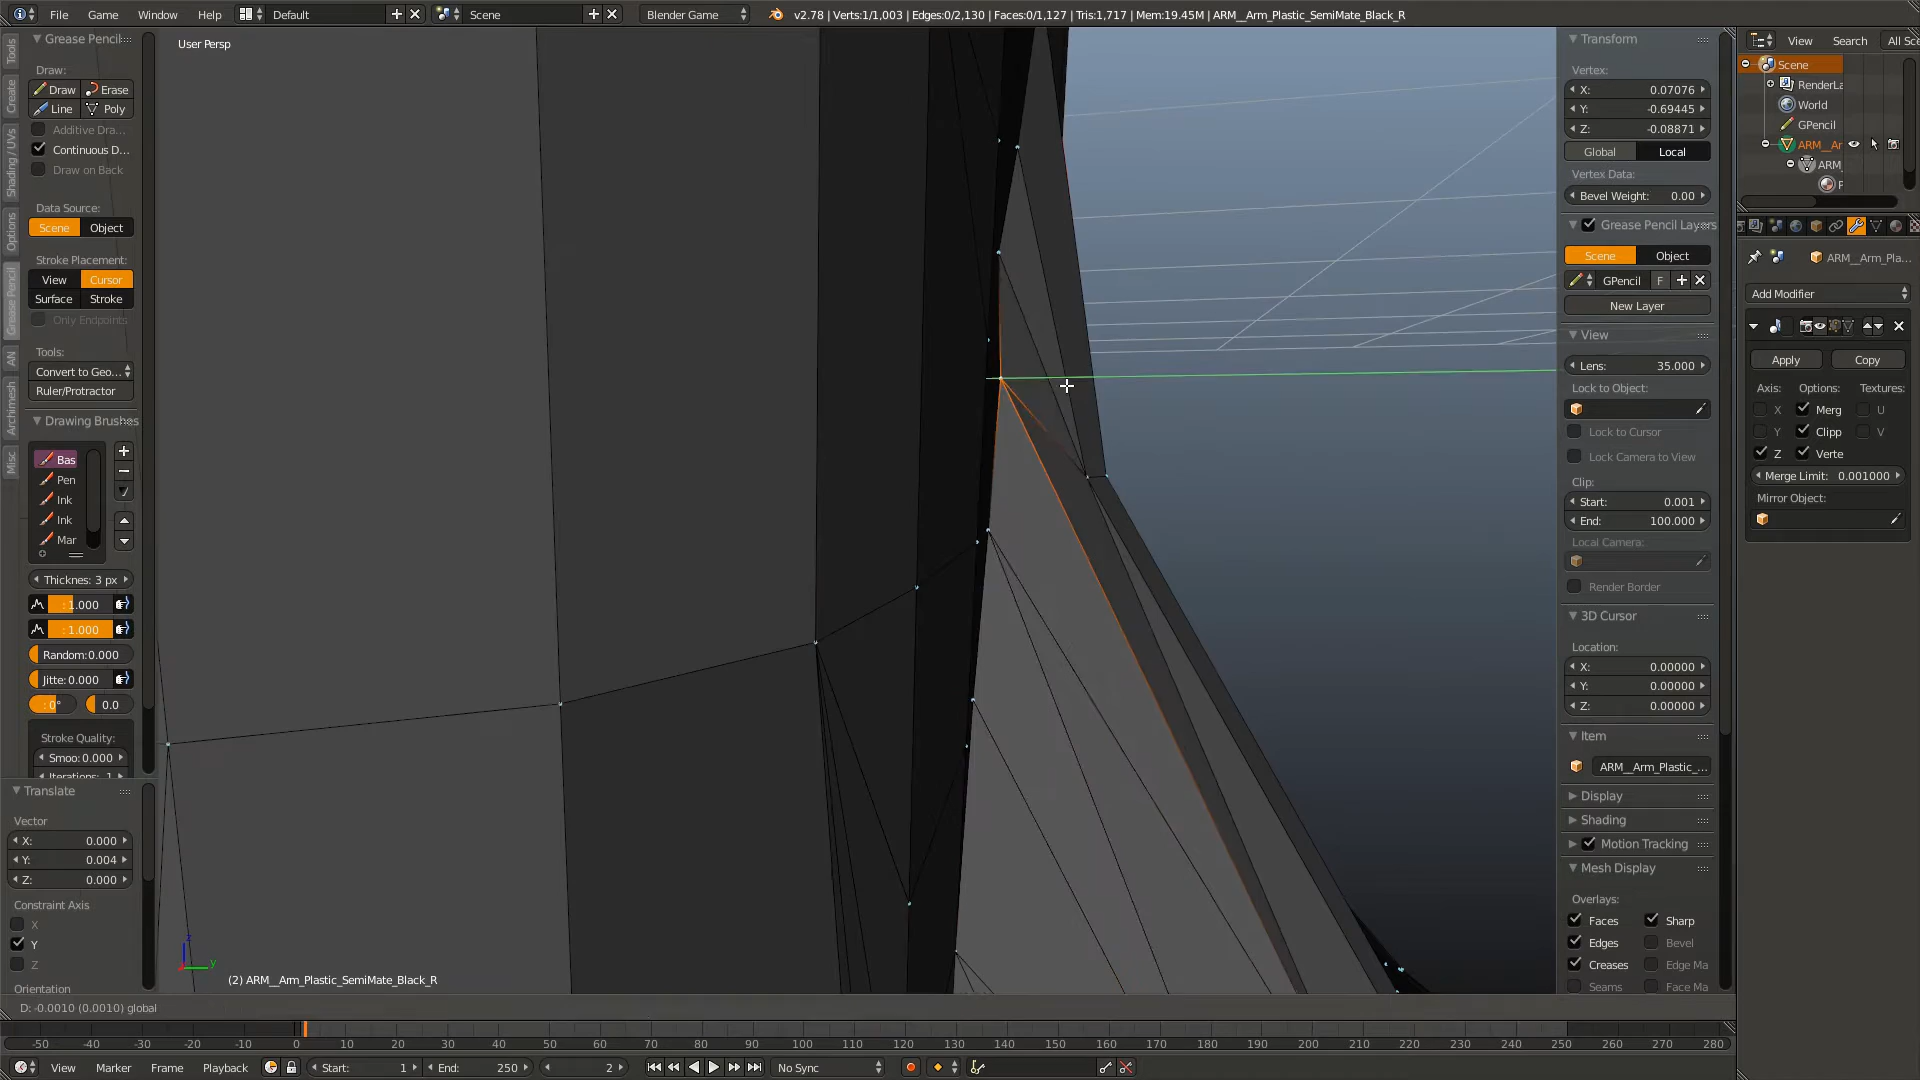 File Game Window Help Default Scene Blender Game v2.78 | Verts:1/1,003 | Edges:0/2,130 | Faces:0/1,127 | Tris:1,717 | Mem:19.45M | ARM__Arm_Plastic_SemiMate_Black_R
Tools
Create
Shading / UVs
Options
Grease Pencil
AN
Archimesh
Misc
Grease Pencil
Draw:
Draw Erase
Line Poly
Additive Dra...
Continuous D...
Draw on Back
Data Source:
Scene Object
Stroke Placement:
View Cursor
Surface Stroke
Only Endpoints
Tools:
Convert to Geo...
Ruler/Protractor
Drawing Brushes
Bas
Pen
Ink
Ink
Mar
Thicknes: 3 px
: 1.000
: 1.000
Random:0.000
Jitte: 0.000
: 0° 0.0
Stroke Quality:
Smoo: 0.000
Iterations: 1
Translate
Vector
X: 0.000
Y: 0.004
Z: 0.000
Constraint Axis
X
Y
Z
Orientation
User Persp
z
y
(2) ARM__Arm_Plastic_SemiMate_Black_R
Transform
Vertex:
X: 0.07076
Y: -0.69445
Z: -0.08871
Global Local
Vertex Data:
Bevel Weight: 0.00
Grease Pencil Layers
Scene Object
GPencil F
New Layer
View
Lens: 35.000
Lock to Object:
Lock to Cursor
Lock Camera to View
Clip:
Start: 0.001
End: 100.000
Local Camera:
Render Border
3D Cursor
Location:
X: 0.00000
Y: 0.00000
Z: 0.00000
Item
ARM__Arm_Plastic_...
Display
Shading
Motion Tracking
Mesh Display
Overlays:
Faces Sharp
Edges Bevel
Creases Edge Ma
Seams Face Ma
View Search All Sce
Scene
RenderLa
World
GPencil
ARM__Ar
ARM_
ARM__Arm_Pla...
Add Modifier
Apply Copy
Axis: Options: Textures:
X Merg U
Y Clipp V
Z Verte
Merge Limit: 0.001000
Mirror Object:
D: -0.0010 (0.0010) global
-50 -40 -30 -20 -10 0 10 20 30 40 50 60 70 80 90 100 110 120 130 140 150 160 170 180 190 200 210 220 230 240 250 260 270 280
View Marker Frame Playback Start: 1 End: 250 2 No Sync